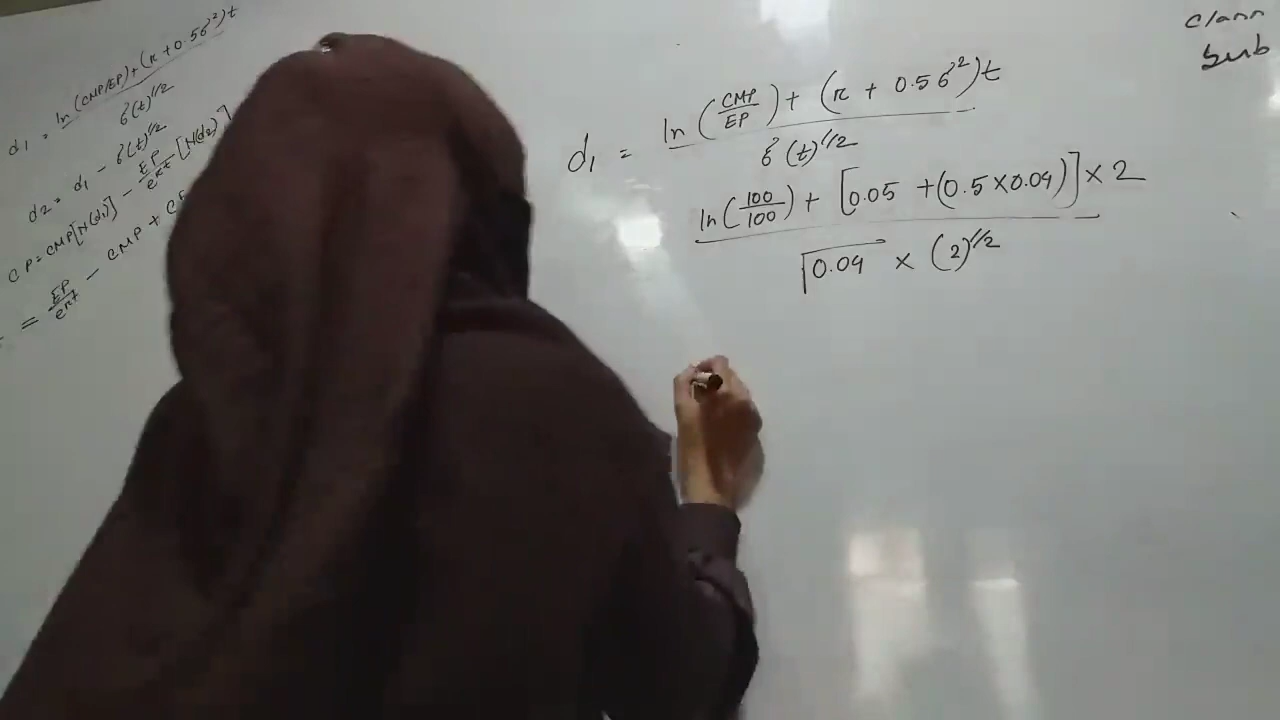 d1 = ln (CMP/EP) + (r + 0.5σ²)t
σ(t)^1/2
d2 = d1 - σ(t)^1/2
CP = CMP[N(d1)] - EP/e^rt [N(d2)]
= EP/e^rt - CMP + CP
d1 = ln (CMP/EP) + (r + 0.5σ²)t
σ(t)^1/2
ln (100/100) + [0.05 + (0.5×0.09)] × 2
√0.09 × (2)^1/2
Class
Sub